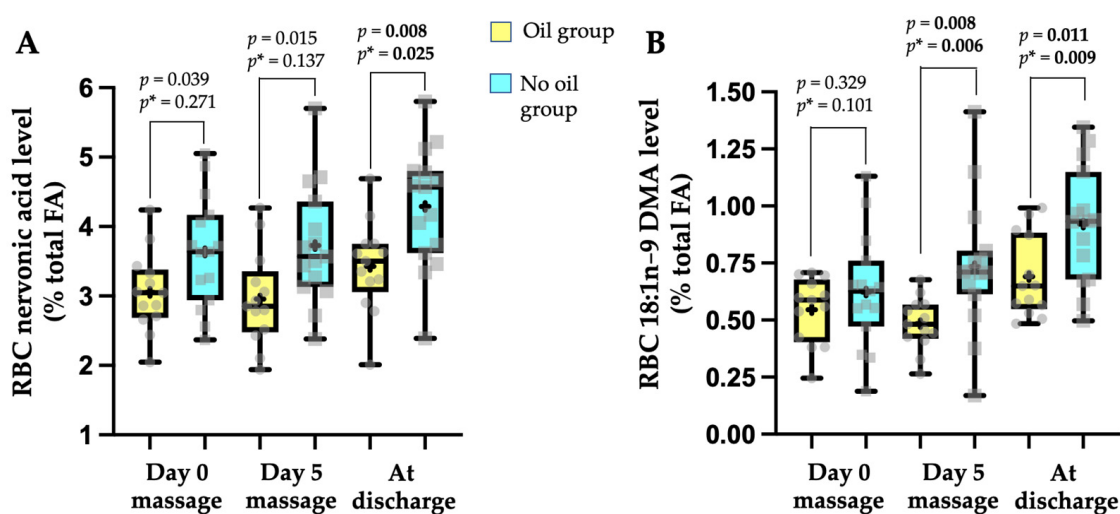 A
Oil group
No oil
group
p = 0.039
p* = 0.271
p = 0.015
p* = 0.137
p = 0.008
p* = 0.025
RBC nervonic acid level
(% total FA)
6
5
4
3
2
1
Day 0
massage
Day 5
massage
At
discharge
B
p = 0.329
p* = 0.101
p = 0.008
p* = 0.006
p = 0.011
p* = 0.009
RBC 18:1n–9 DMA level
(% total FA)
1.50
1.25
1.00
0.75
0.50
0.25
0.00
Day 0
massage
Day 5
massage
At
discharge